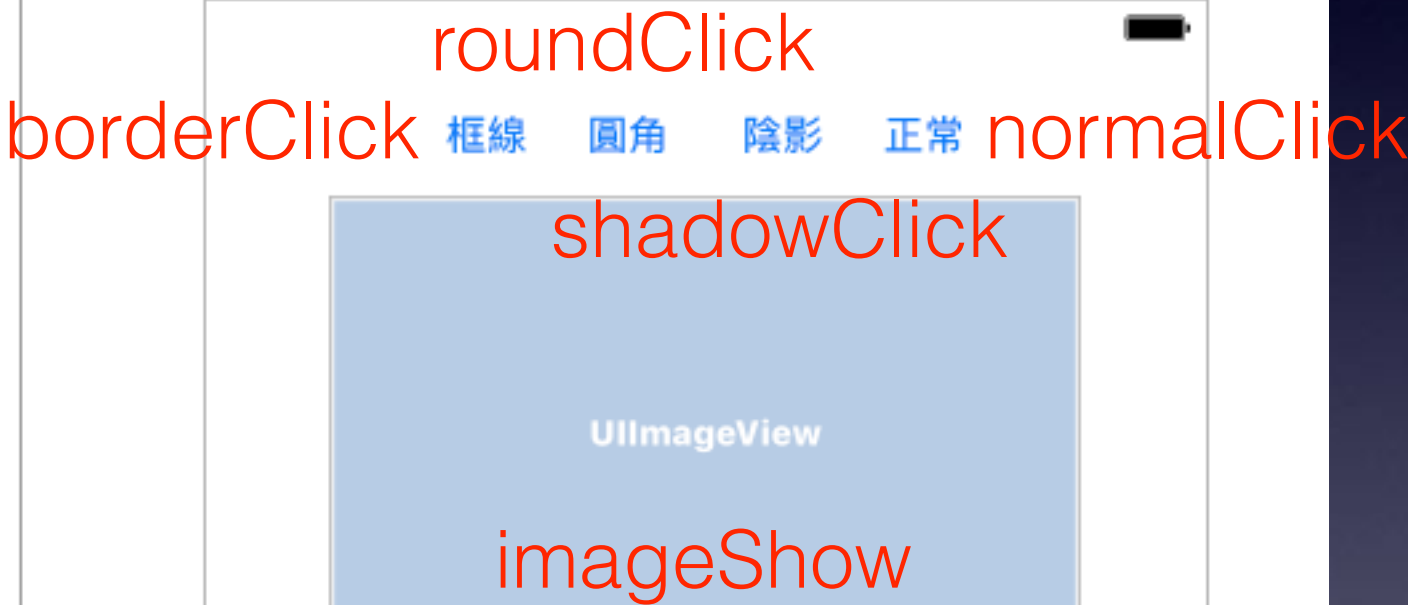 roundClick
borderClick 框線 圓角 陰影 正常 normalClick
shadowClick
UIImageView
imageShow